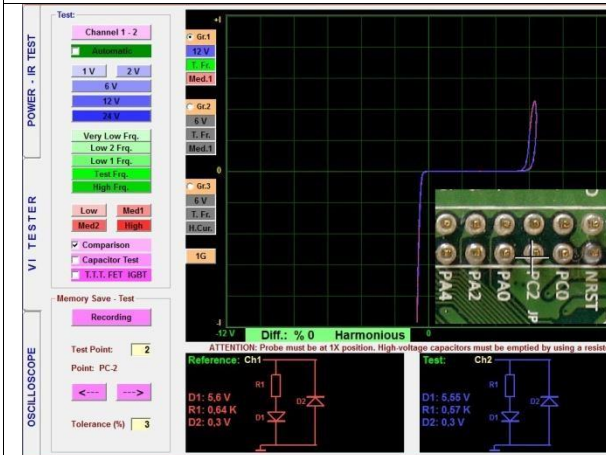 POWER - IR TEST
VI TESTER
OSCILLOSCOPE
Test:
Channel 1 - 2
Automatic
1 V 2 V
6 V
12 V
24 V
Very Low Frq.
Low 2 Frq.
Low 1 Frq.
Test Frq.
High Frq.
Low Med1
Med2 High
Comparison
Capacitor Test
T.T.T. FET IGBT
Memory Save - Test
Recording
Test Point: 2
Point: PC-2
<--- --->
Tolerance (%) 3
+I
Gr.1
12 V
T. Fr.
Med.1
Gr.2
6 V
T. Fr.
Med.1
0
Gr.3
6 V
T. Fr.
H.Cur.
1G
-I
-12 V
Diff.: % 0 Harmonious
0
PA4
PA2
PA0
PC2
PC0
NRST
JP
ATTENTION: Probe must be at 1X position. High-voltage capacitors must be emptied by using a resist
Reference: Ch1
R1
D1
D2
D1: 5,6 V
R1: 0,64 K
D2: 0,3 V
Test: Ch2
R1
D1
D2
D1: 5,55 V
R1: 0.57 K
D2: 0,3 V